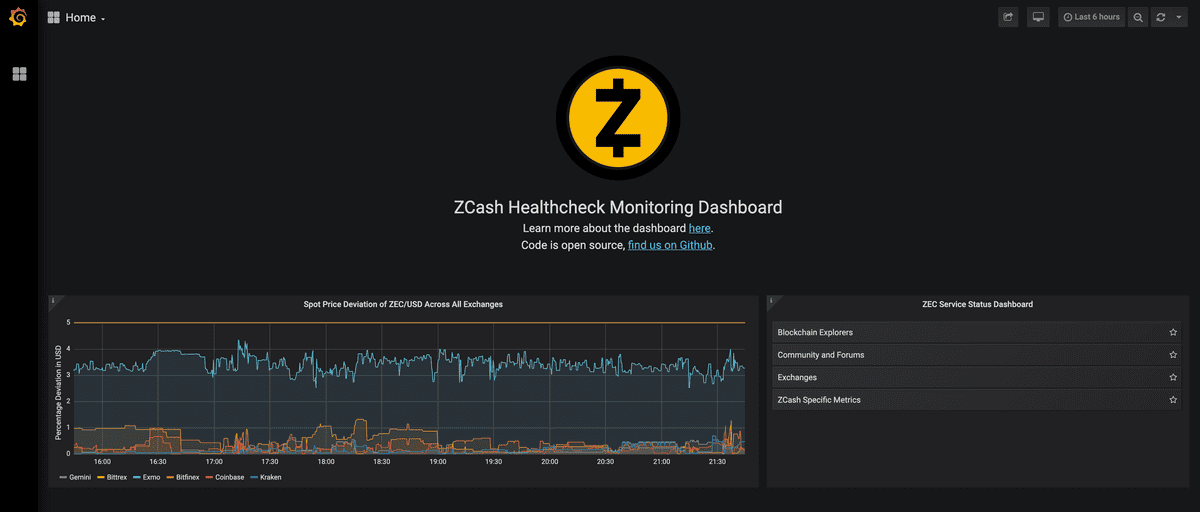 Home
Last 6 hours
ZCash Healthcheck Monitoring Dashboard
Learn more about the dashboard here.
Code is open source, find us on Github.
Spot Price Deviation of ZEC/USD Across All Exchanges
Percentage Deviation in USD
5
4
3
2
1
0
16:00 16:30 17:00 17:30 18:00 18:30 19:00 19:30 20:00 20:30 21:00 21:30
Gemini Bittrex Exmo Bitfinex Coinbase Kraken
ZEC Service Status Dashboard
Blockchain Explorers
Community and Forums
Exchanges
ZCash Specific Metrics